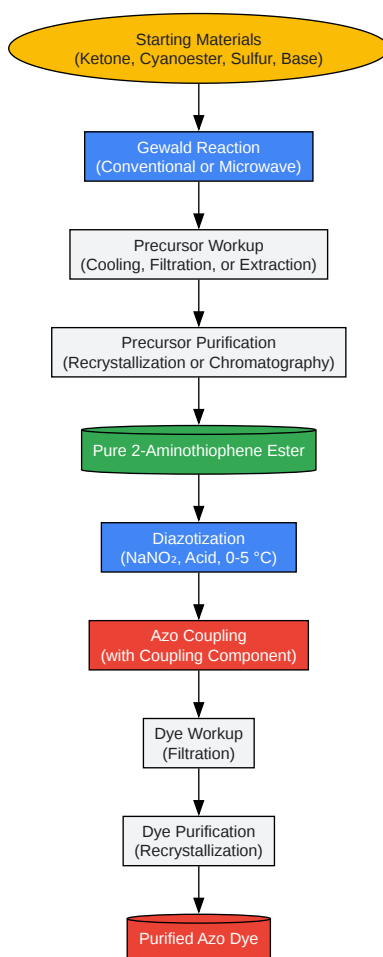 Starting Materials
(Ketone, Cyanoester, Sulfur, Base)
Gewald Reaction
(Conventional or Microwave)
Precursor Workup
(Cooling, Filtration, or Extraction)
Precursor Purification
(Recrystallization or Chromatography)
Pure 2-Aminothiophene Ester
Diazotization
(NaNO₂, Acid, 0-5 °C)
Azo Coupling
(with Coupling Component)
Dye Workup
(Filtration)
Dye Purification
(Recrystallization)
Purified Azo Dye